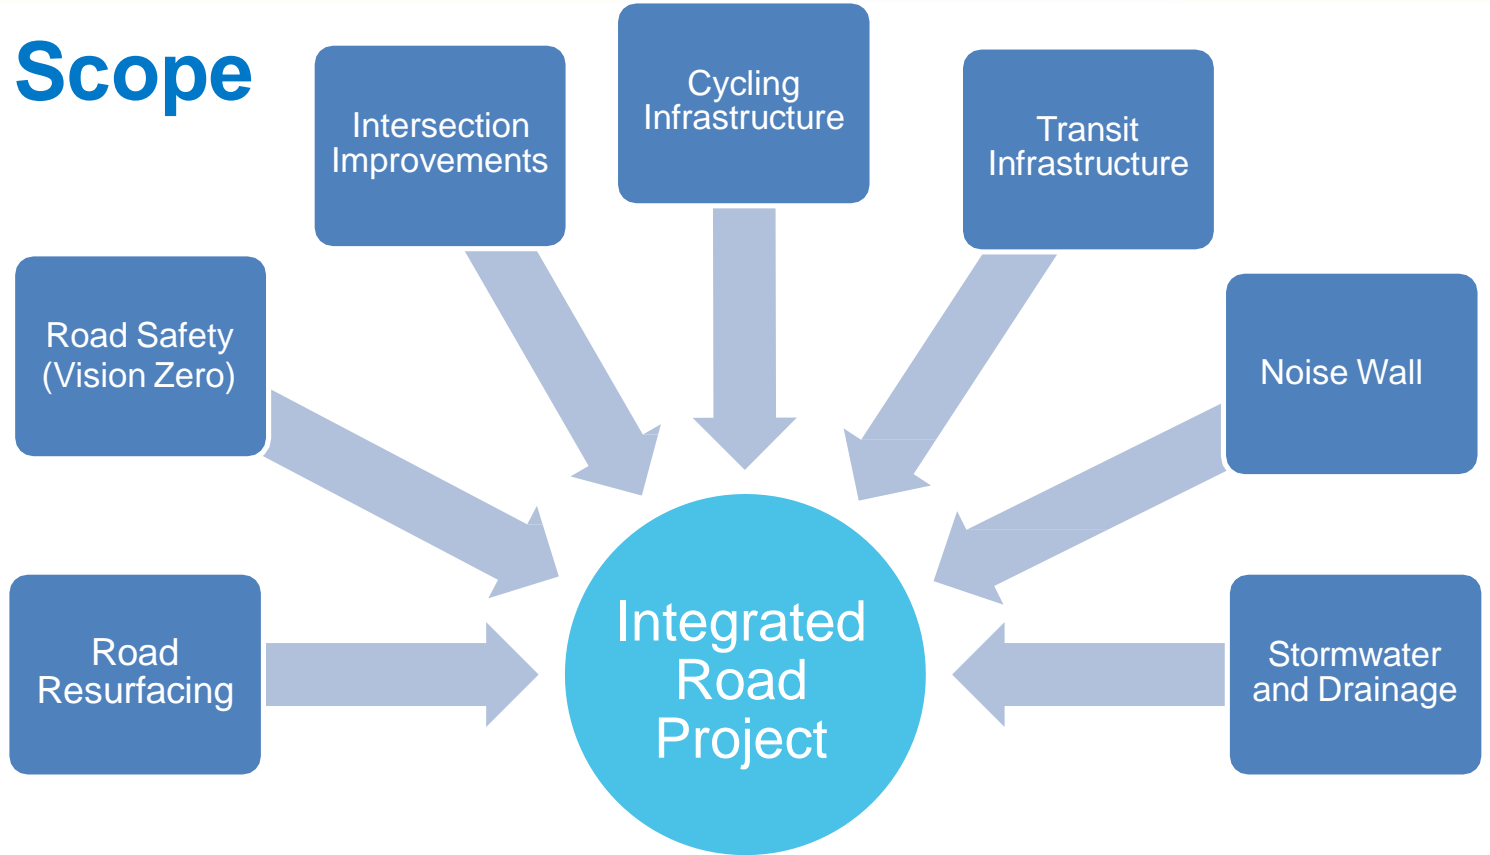 Scope
Intersection
Improvements
Cycling
Infrastructure
Transit
Infrastructure
Road Safety
(Vision Zero)
Noise Wall
Road
Resurfacing
Integrated
Road
Project
Stormwater
and Drainage